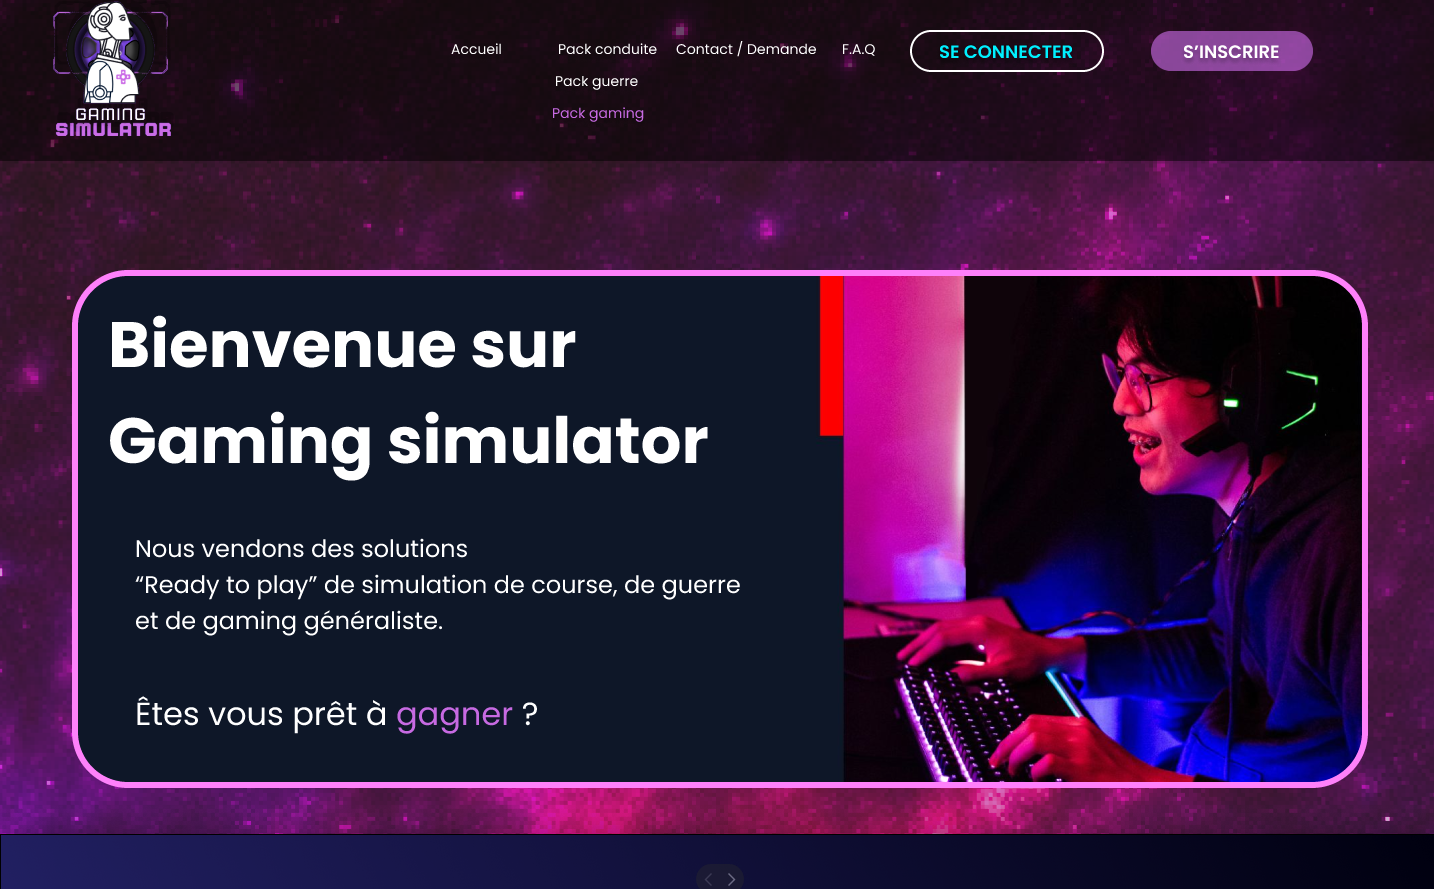 GAMING
SIMULATOR
Accueil
Pack conduite
Pack guerre
Pack gaming
Contact / Demande
F.A.Q
SE CONNECTER
S’INSCRIRE
Bienvenue sur
Gaming simulator
Nous vendons des solutions
“Ready to play” de simulation de course, de guerre
et de gaming généraliste.
Êtes vous prêt à gagner ?